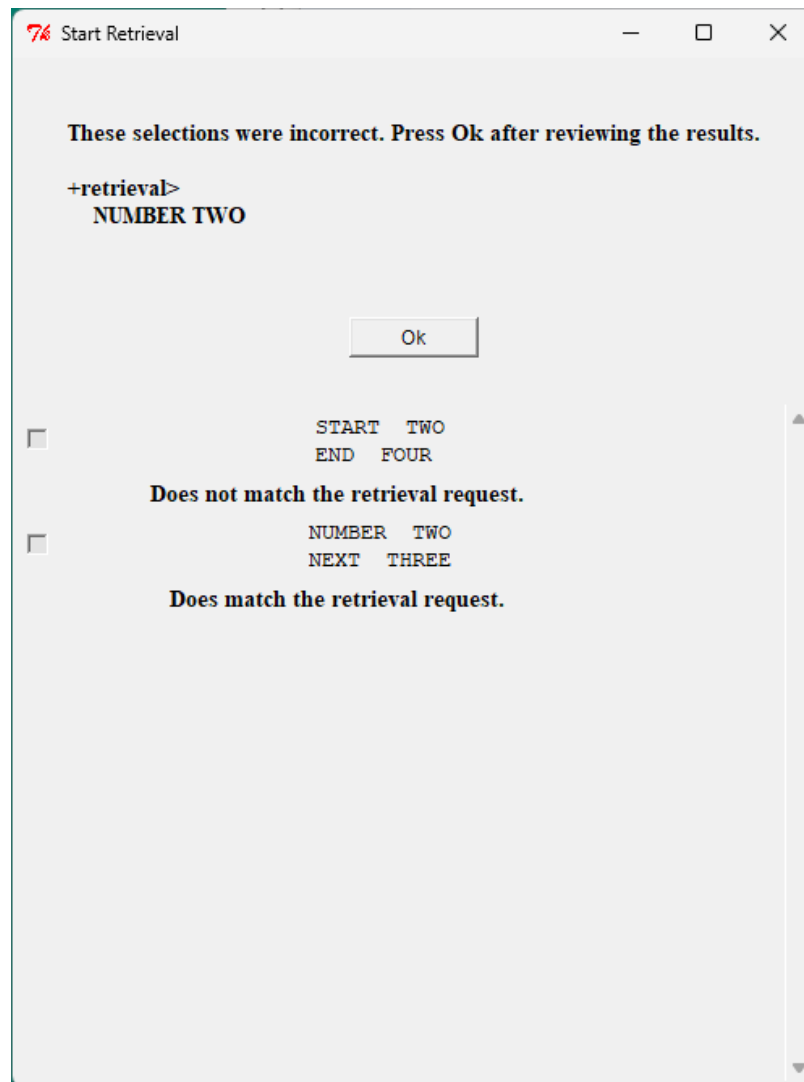 Start Retrieval
These selections were incorrect. Press Ok after reviewing the results.
+retrieval>
NUMBER TWO
Ok
START TWO
END FOUR
Does not match the retrieval request.
NUMBER TWO
NEXT THREE
Does match the retrieval request.